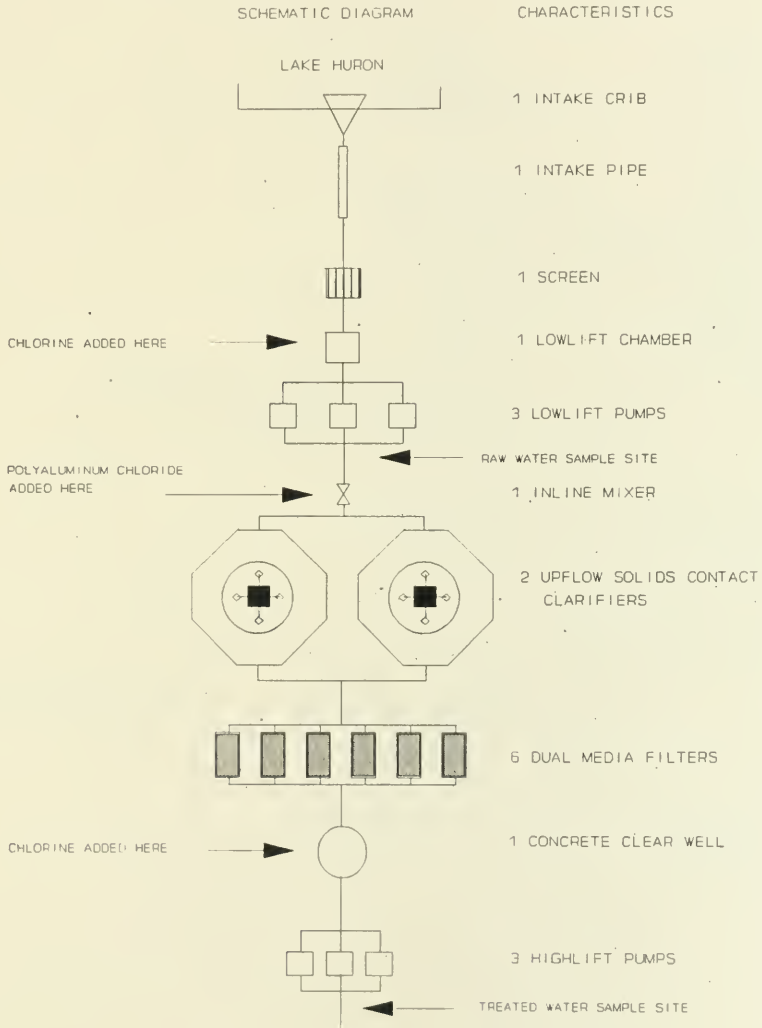 SCHEMATIC DIAGRAM
CHARACTERISTICS
LAKE HURON
1 INTAKE CRIB
1 INTAKE PIPE
1 SCREEN
CHLORINE ADDED HERE
1 LOWLIFT CHAMBER
3 LOWLIFT PUMPS
RAW WATER SAMPLE SITE
POLYALUMINUM CHLORIDE
ADDED HERE
1 INLINE MIXER
2 UPFLOW SOLIDS CONTACT
CLARIFIERS
6 DUAL MEDIA FILTERS
CHLORINE ADDED HERE
1 CONCRETE CLEAR WELL
3 HIGHLIFT PUMPS
TREATED WATER SAMPLE SITE